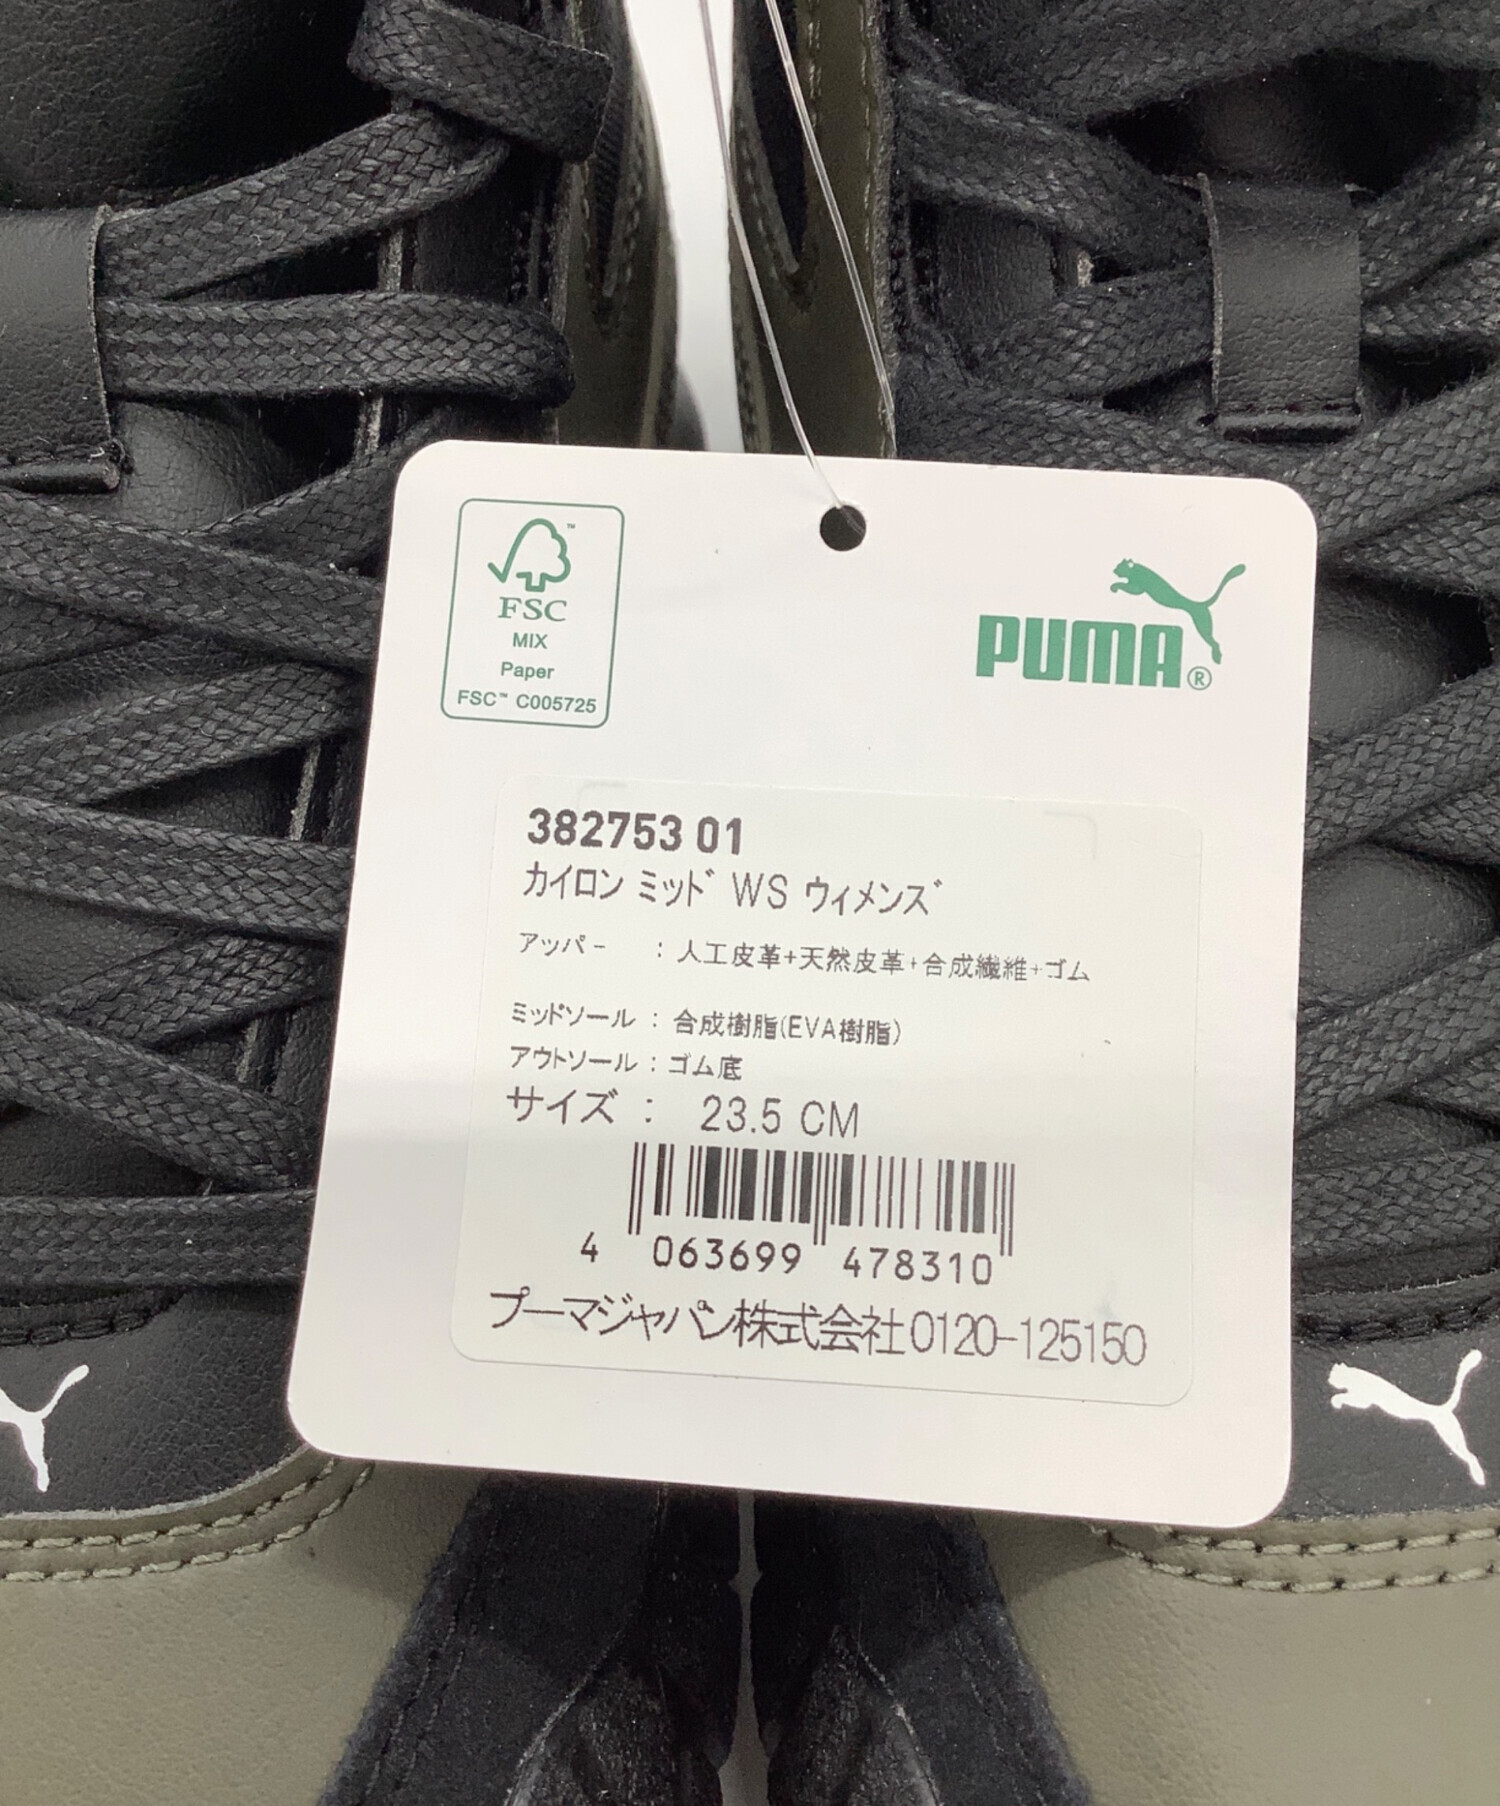 FSC
MIX
Paper
FSC™ C005725
PUMA®
382753 01
カイロン ミッド WS ウィメンズ
アッパー : 人工皮革+天然皮革+合成繊維+ゴム
ミッドソール : 合成樹脂(EVA樹脂)
アウトソール : ゴム底
サイズ : 23.5 CM
4 063699 478310
プーマジャパン株式会社0120-125150